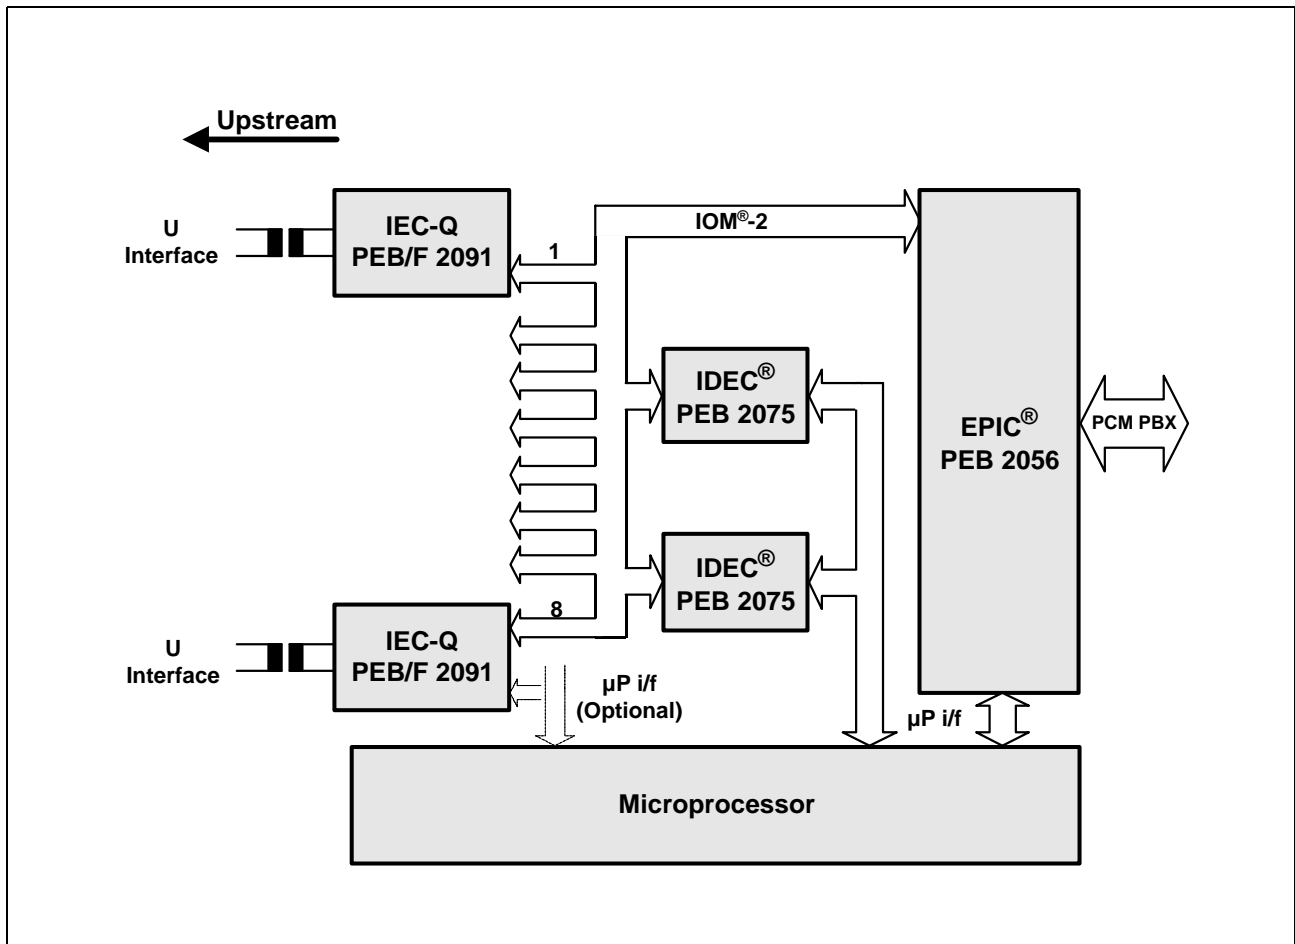 Upstream
U
Interface
IEC-Q
PEB/F 2091
1
IOM®-2
IDEC®
PEB 2075
EPIC®
PEB 2056
PCM PBX
IDEC®
PEB 2075
8
U
Interface
IEC-Q
PEB/F 2091
µP i/f
(Optional)
µP i/f
Microprocessor